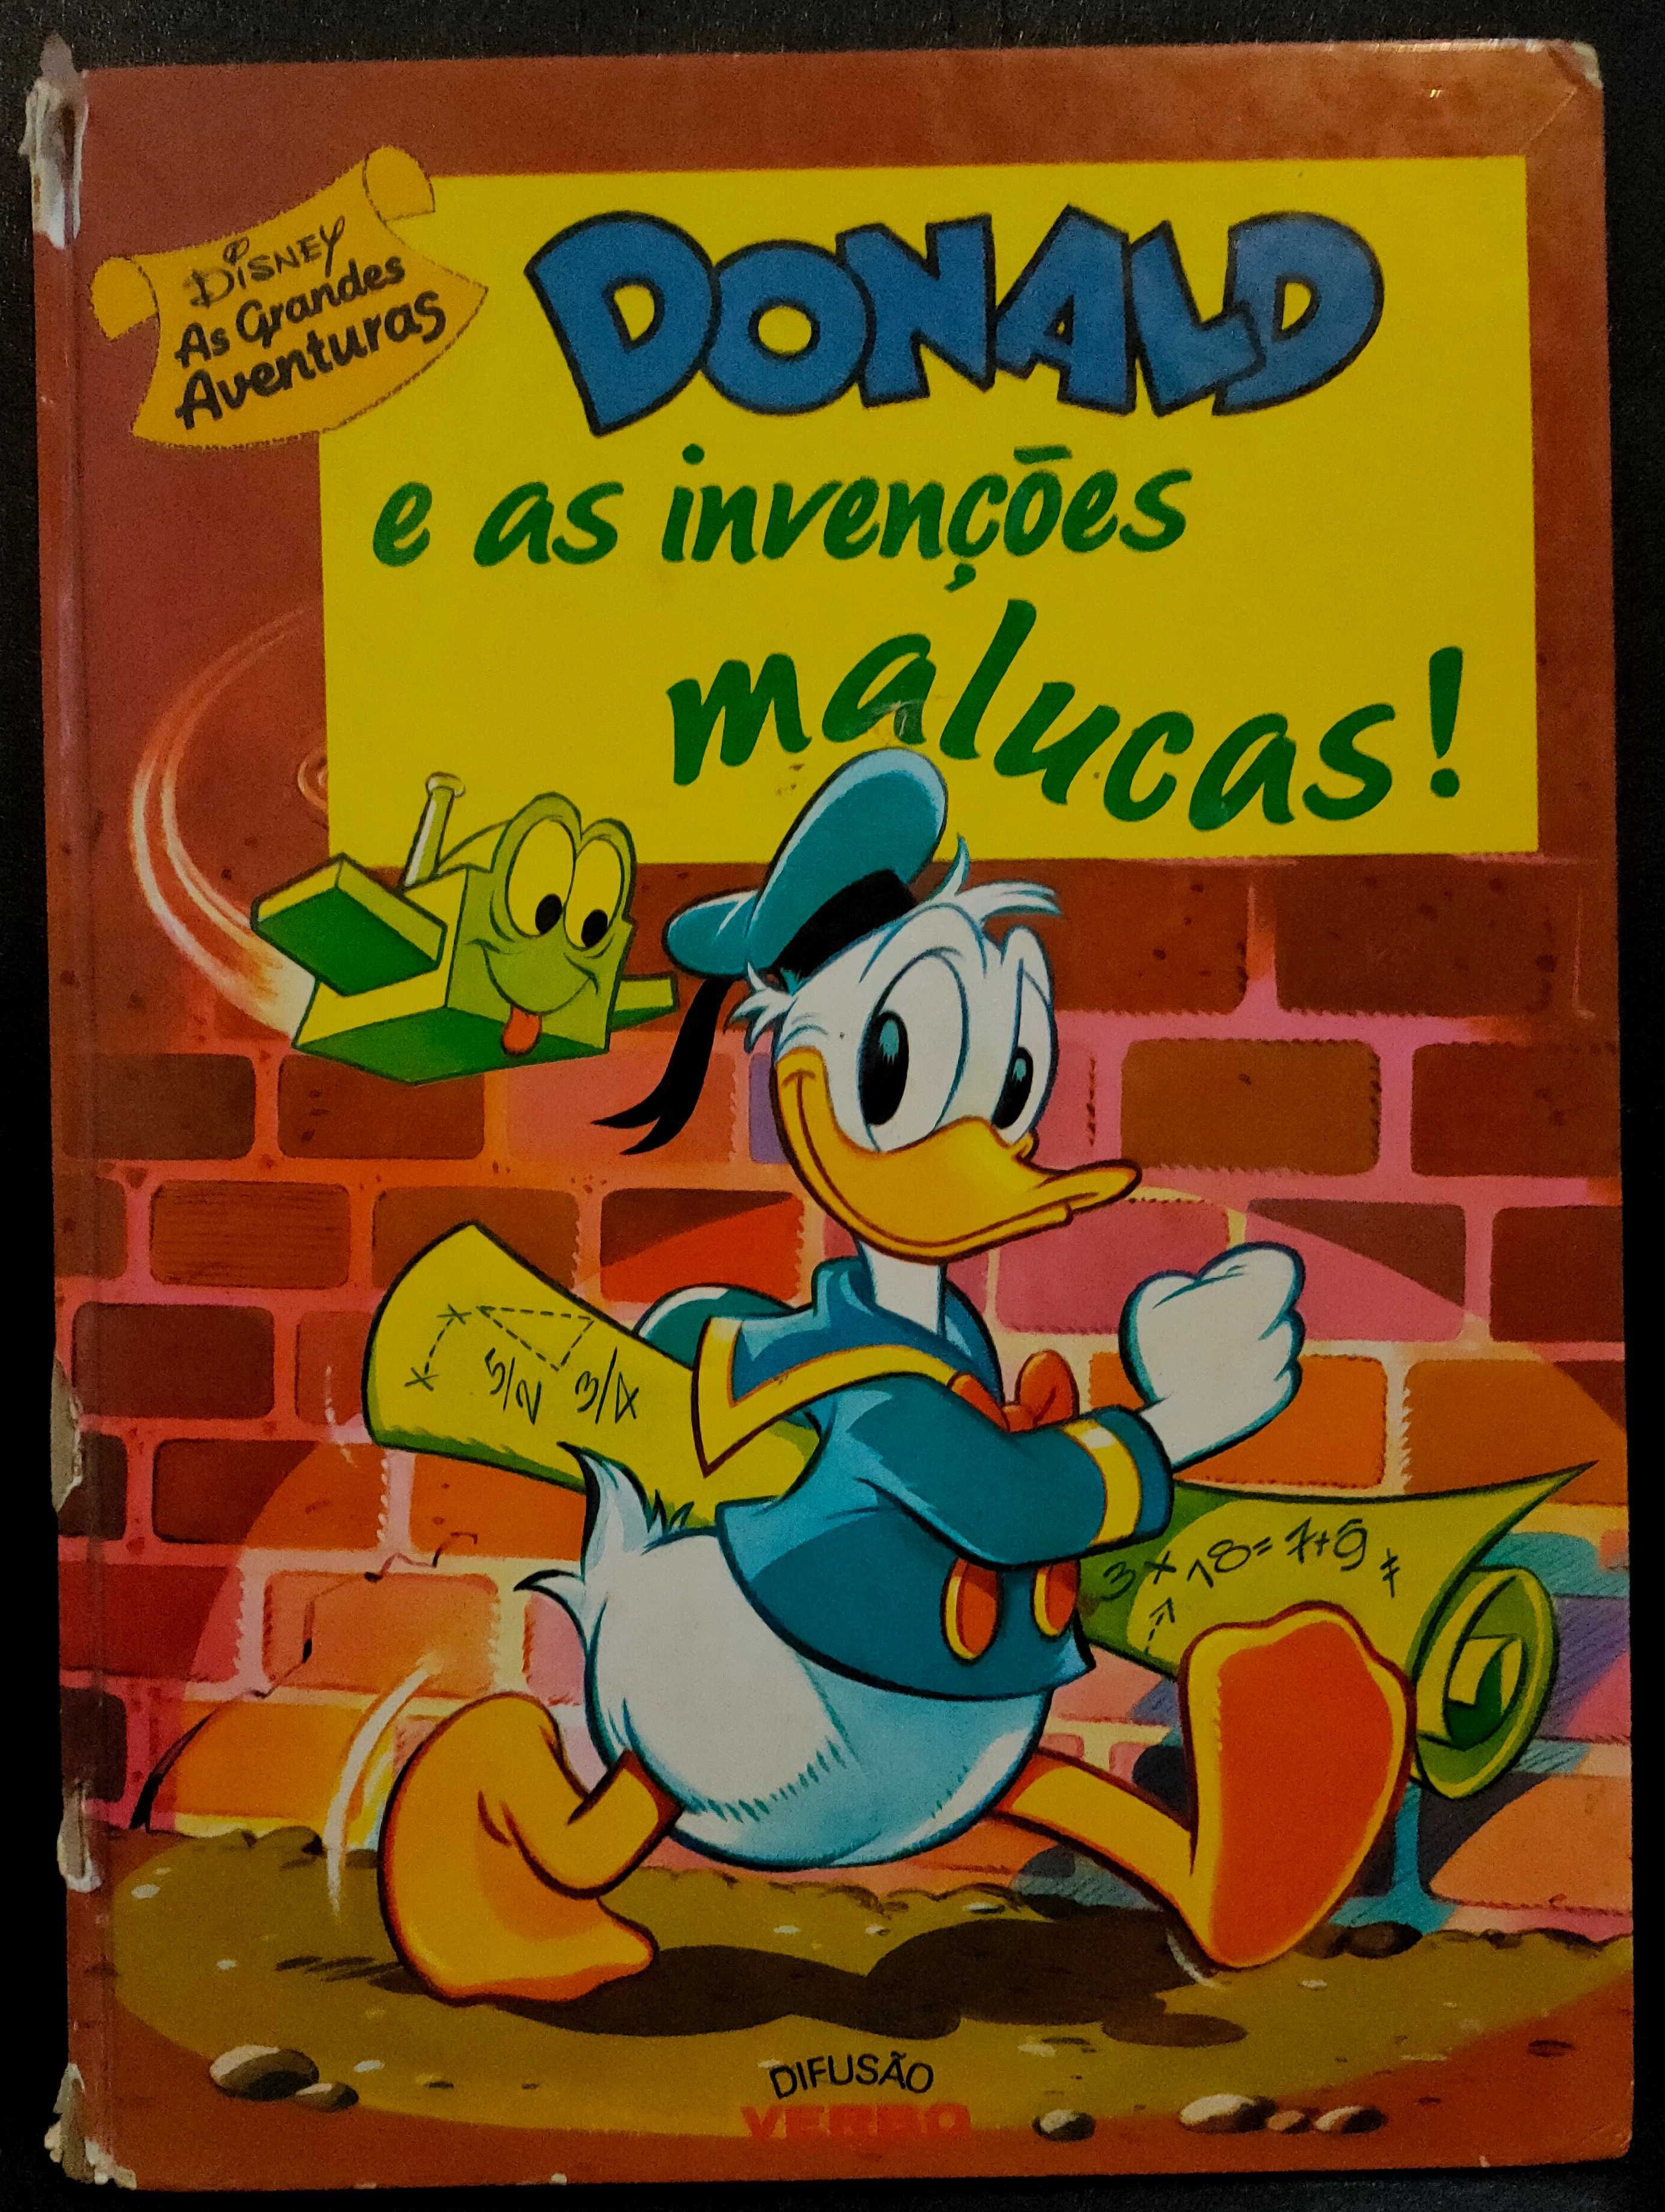 DISNEY
As Grandes
Aventuras
DONALD
e as invenções
malucas!
5/2 3/4
3 x 18 = 7+9 ≠
DIFUSÃO
VERBO